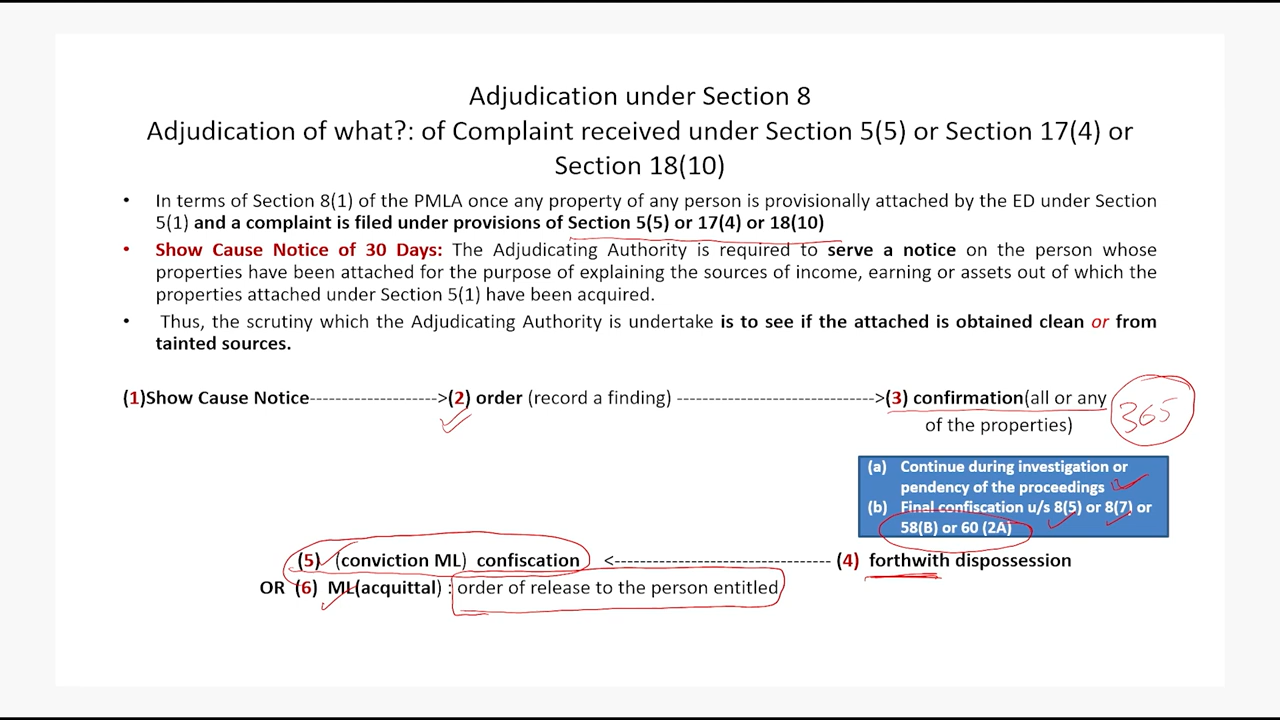 Adjudication under Section 8
Adjudication of what?: of Complaint received under Section 5(5) or Section 17(4) or
Section 18(10)
• In terms of Section 8(1) of the PMLA once any property of any person is provisionally attached by the ED under Section
5(1) and a complaint is filed under provisions of Section 5(5) or 17(4) or 18(10)
• Show Cause Notice of 30 Days: The Adjudicating Authority is required to serve a notice on the person whose
properties have been attached for the purpose of explaining the sources of income, earning or assets out of which the
properties attached under Section 5(1) have been acquired.
• Thus, the scrutiny which the Adjudicating Authority is undertake is to see if the attached is obtained clean or from
tainted sources.
(1)Show Cause Notice-------------------->(2) order (record a finding) ------------------------------>(3) confirmation(all or any
of the properties)
365
(a) Continue during investigation or
pendency of the proceedings
(b) Final confiscation u/s 8(5) or 8(7) or
58(B) or 60 (2A)
(5) (conviction ML) confiscation <--------------------------------- (4) forthwith dispossession
OR (6) ML(acquittal) : order of release to the person entitled